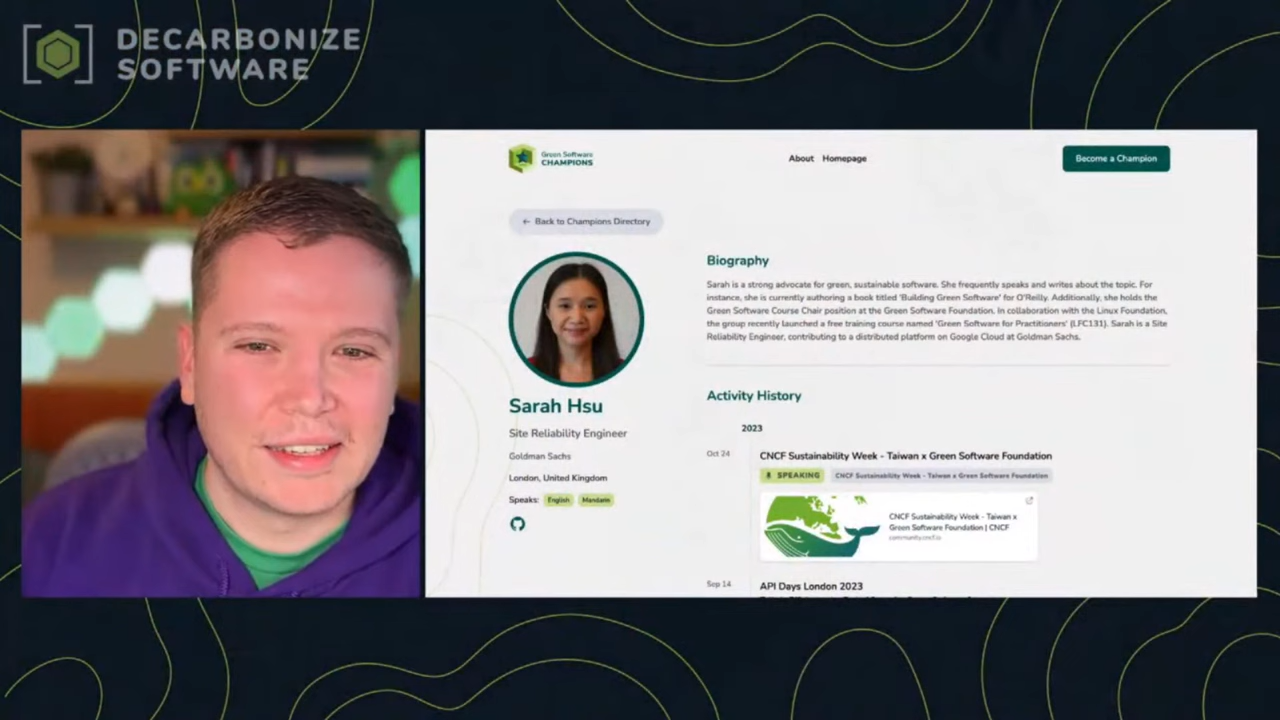 DECARBONIZE
SOFTWARE
Green Software
CHAMPIONS
About Homepage
Become a Champion
← Back to Champions Directory
Sarah Hsu
Site Reliability Engineer
Goldman Sachs
London, United Kingdom
Speaks: English Mandarin
Biography
Sarah is a strong advocate for green, sustainable software. She frequently speaks and writes about the topic. For
instance, she is currently authoring a book titled 'Building Green Software' for O'Reilly. Additionally, she holds the
Green Software Course Chair position at the Green Software Foundation. In collaboration with the Linux Foundation,
the group recently launched a free training course named 'Green Software for Practitioners' (LFC131). Sarah is a Site
Reliability Engineer, contributing to a distributed platform on Google Cloud at Goldman Sachs.
Activity History
2023
Oct 24
CNCF Sustainability Week - Taiwan x Green Software Foundation
SPEAKING CNCF Sustainability Week - Taiwan x Green Software Foundation
CNCF Sustainability Week - Taiwan x
Green Software Foundation | CNCF
community.cncf.io
Sep 14
API Days London 2023